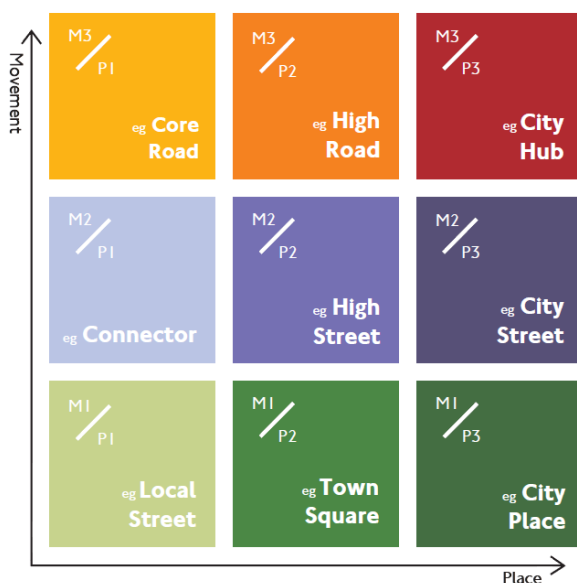 Movement
M3
P1
eg Core
Road
M3
P2
eg High
Road
M3
P3
eg City
Hub
M2
P1
eg Connector
M2
P2
eg High
Street
M2
P3
eg City
Street
M1
P1
eg Local
Street
M1
P2
eg Town
Square
M1
P3
eg City
Place
Place